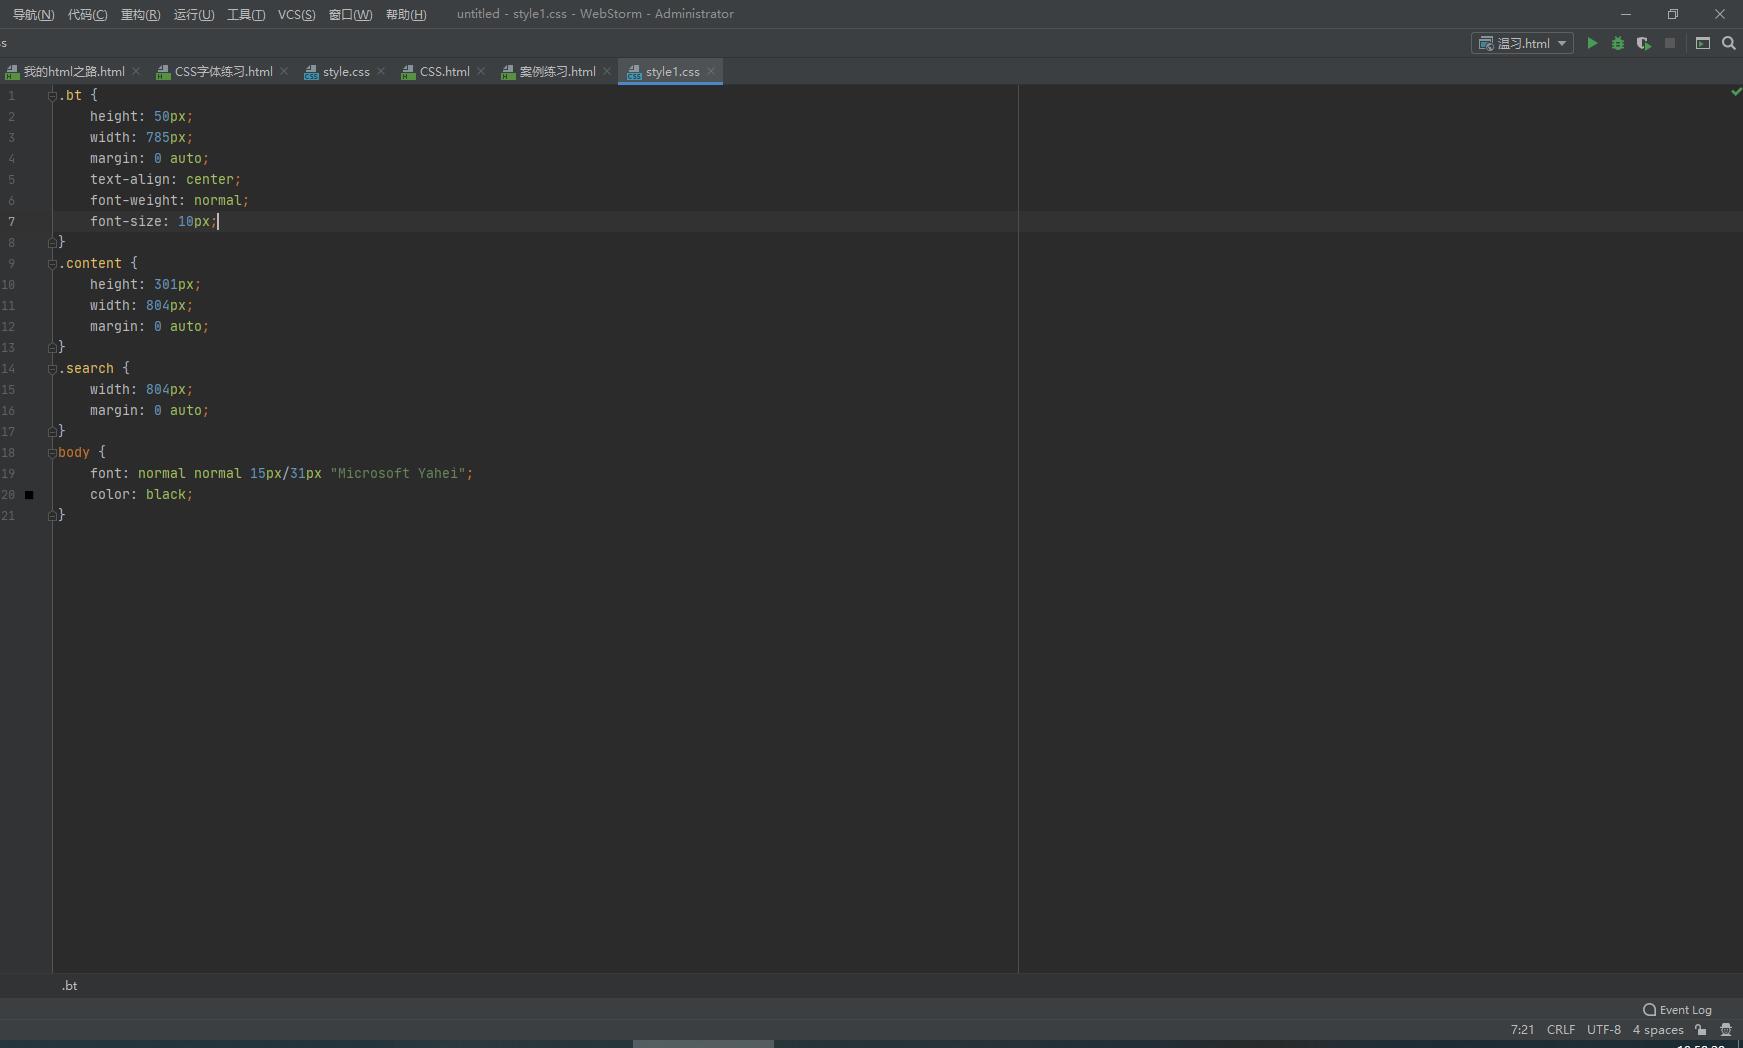 导航(N) 代码(C) 重构(R) 运行(U) 工具(T) VCS(S) 窗口(W) 帮助(H) untitled - style1.css - WebStorm - Administrator
s 温习.html
我的html之路.html CSS字体练习.html style.css CSS.html 案例练习.html style1.css
1 .bt {
2 height: 50px;
3 width: 785px;
4 margin: 0 auto;
5 text-align: center;
6 font-weight: normal;
7 font-size: 10px;
8 }
9 .content {
10 height: 301px;
11 width: 804px;
12 margin: 0 auto;
13 }
14 .search {
15 width: 804px;
16 margin: 0 auto;
17 }
18 body {
19 font: normal normal 15px/31px "Microsoft Yahei";
20 color: black;
21 }
.bt
Event Log
7:21 CRLF UTF-8 4 spaces